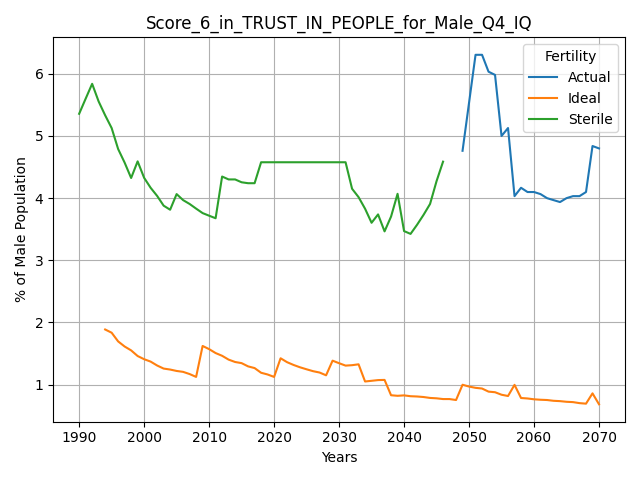 Score_6_in_TRUST_IN_PEOPLE_for_Male_Q4_IQ
Fertility
Actual
Ideal
Sterile
% of Male Population
6
5
4
3
2
1
1990 2000 2010 2020 2030 2040 2050 2060 2070
Years